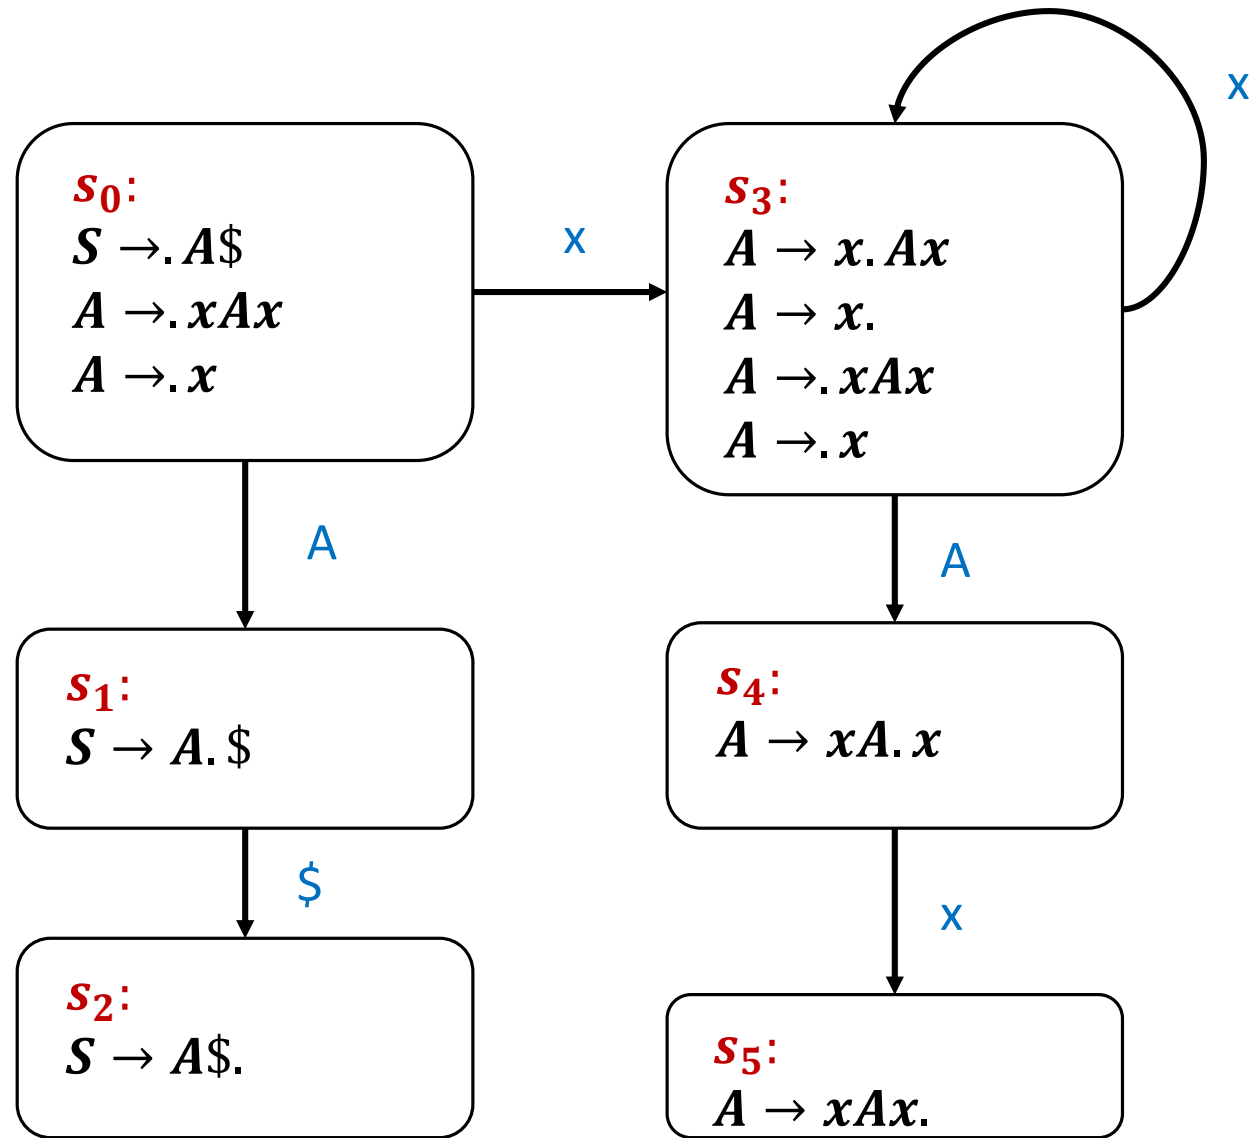 s₀:
S →. A$
A →. xAx
A →. x
x
s₃:
A → x. Ax
A → x.
A →. xAx
A →. x
x
A
A
s₁:
S → A. $
s₄:
A → xA. x
$
x
s₂:
S → A$.
s₅:
A → xAx.